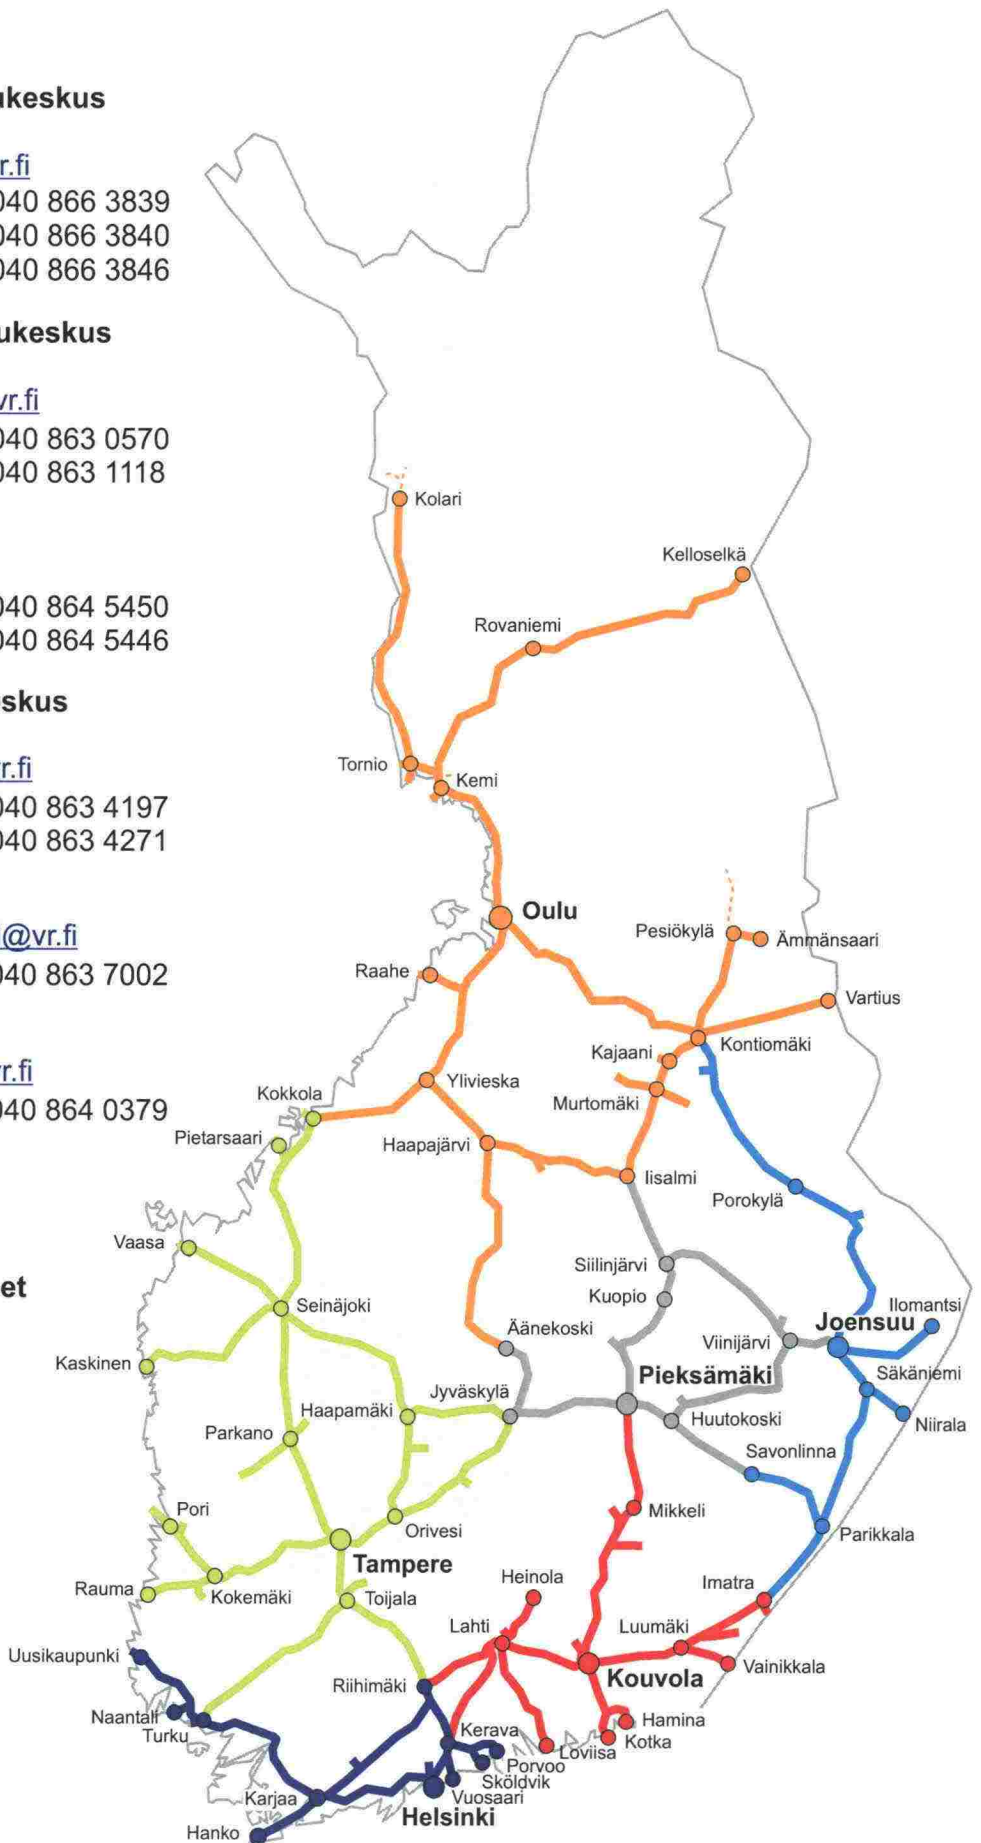 ukeskus
r.fi
040 866 3839
040 866 3840
040 866 3846
ukeskus
vr.fi
040 863 0570
040 863 1118
040 864 5450
040 864 5446
skus
r.fi
040 863 4197
040 863 4271
i@vr.fi
040 863 7002
vr.fi
040 864 0379
et
Kolari
Kelloselkä
Rovaniemi
Tornio
Kemi
Oulu
Pesiökylä
Ämmänsaari
Raahe
Vartius
Kontiomäki
Kajaani
Ylivieska
Murtomäki
Kokkola
Pietarsaari
Haapajärvi
Iisalmi
Porokylä
Vaasa
Siilinjärvi
Kuopio
Seinäjoki
Ilomantsi
Joensuu
Äänekoski
Viinijärvi
Kaskinen
Pieksämäki
Säkäniemi
Jyväskylä
Haapamäki
Huutokoski
Niirala
Parkano
Savonlinna
Pori
Mikkeli
Orivesi
Parikkala
Tampere
Rauma
Kokemäki
Toijala
Heinola
Imatra
Lahti
Luumäki
Uusikaupunki
Vainikkala
Kouvola
Riihimäki
Naantali
Turku
Hamina
Kerava
Kotka
Loviisa
Porvoo
Sköldvik
Vuosaari
Karjaa
Helsinki
Hanko